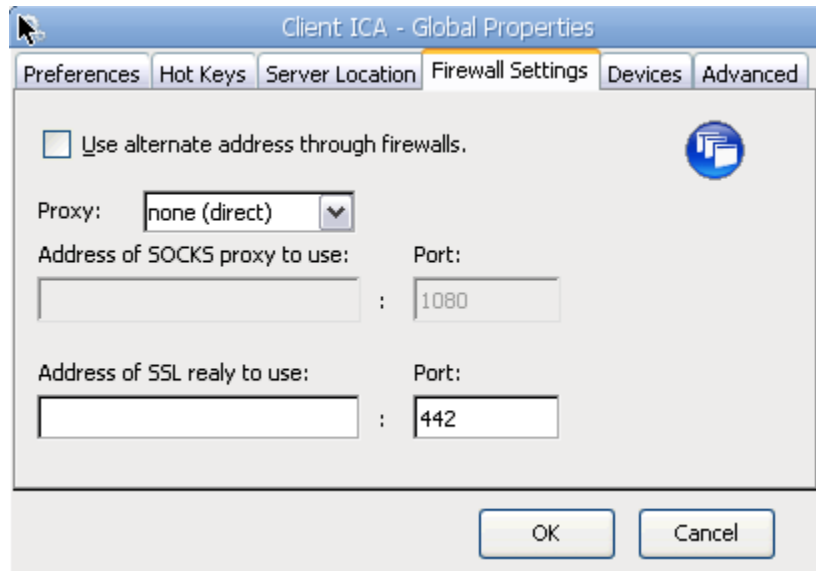 Client ICA - Global Properties
Preferences Hot Keys Server Location Firewall Settings Devices Advanced
Use alternate address through firewalls.
Proxy: none (direct)
Address of SOCKS proxy to use: Port:
: 1080
Address of SSL realy to use: Port:
: 442
OK Cancel